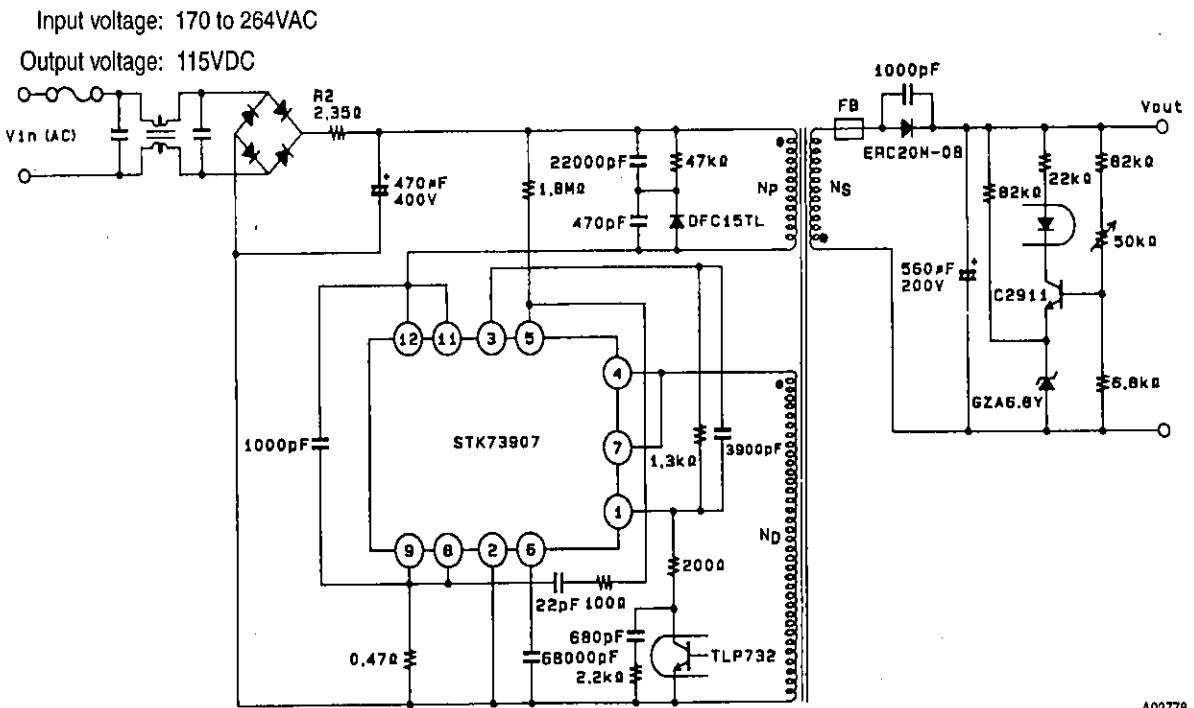 Input voltage: 170 to 264VAC
Output voltage: 115VDC
Vin (AC)
R2
2.35Ω
470µF
400V
1.8MΩ
22000pF
47kΩ
470pF
DFC15TL
NP
NS
FB
1000pF
ERC20M-08
Vout
82kΩ
22kΩ
82kΩ
50kΩ
560µF
200V
C2911
GZA6.8Y
6.8kΩ
12
11
3
5
4
7
1
9
8
2
6
STK73907
1000pF
1.3kΩ
3900pF
ND
200Ω
22pF
100Ω
680pF
2.2kΩ
TLP732
0.47Ω
68000pF
A02778